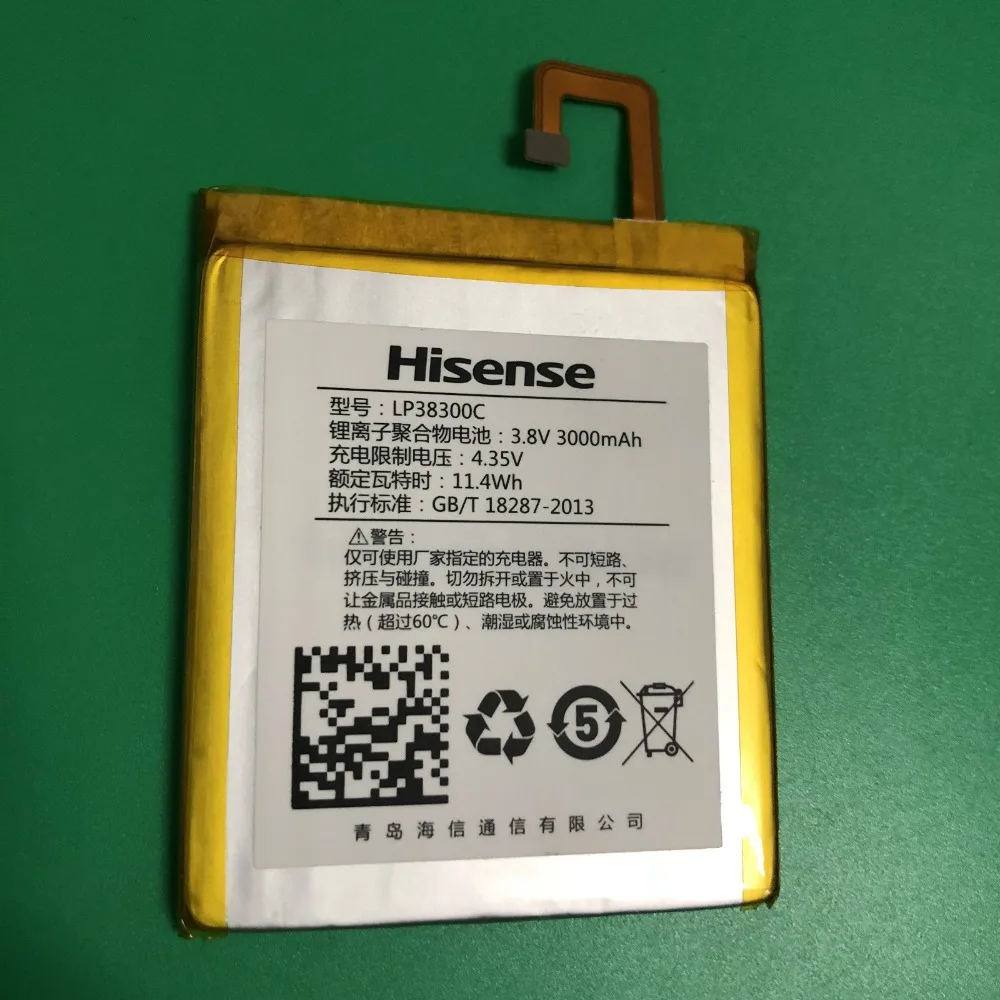 Hisense
型号：LP38300C
锂离子聚合物电池：3.8V 3000mAh
充电限制电压：4.35V
额定瓦特时：11.4Wh
执行标准：GB/T 18287-2013
⚠警告：
仅可使用厂家指定的充电器。不可短路、
挤压与碰撞。切勿拆开或置于火中，不可
让金属品接触或短路电极。避免放置于过
热（超过60℃）、潮湿或腐蚀性环境中。
5
青岛海信通信有限公司